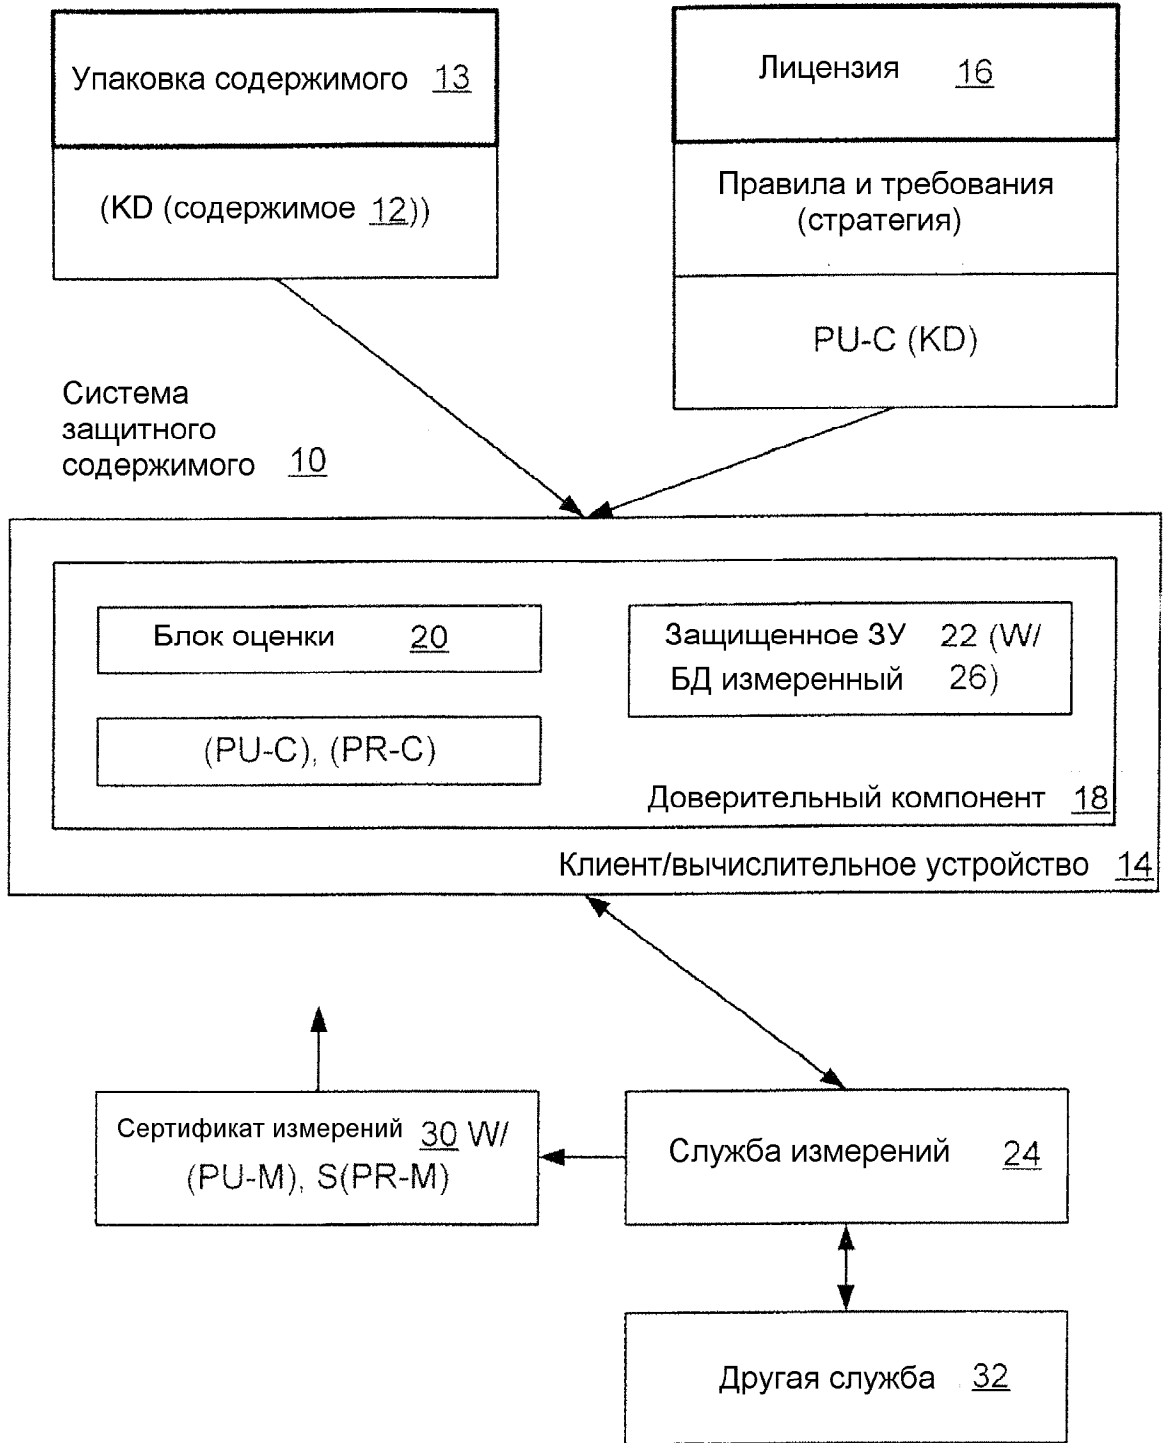 Упаковка содержимого 13
(KD (содержимое 12))
Лицензия 16
Правила и требования
(стратегия)
PU-C (KD)
Система
защитного
содержимого 10
Блок оценки 20
(PU-C), (PR-C)
Защищенное ЗУ 22 (W/
БД измеренный 26)
Доверительный компонент 18
Клиент/вычислительное устройство 14
Сертификат измерений 30 W/
(PU-M), S(PR-M)
Служба измерений 24
Другая служба 32